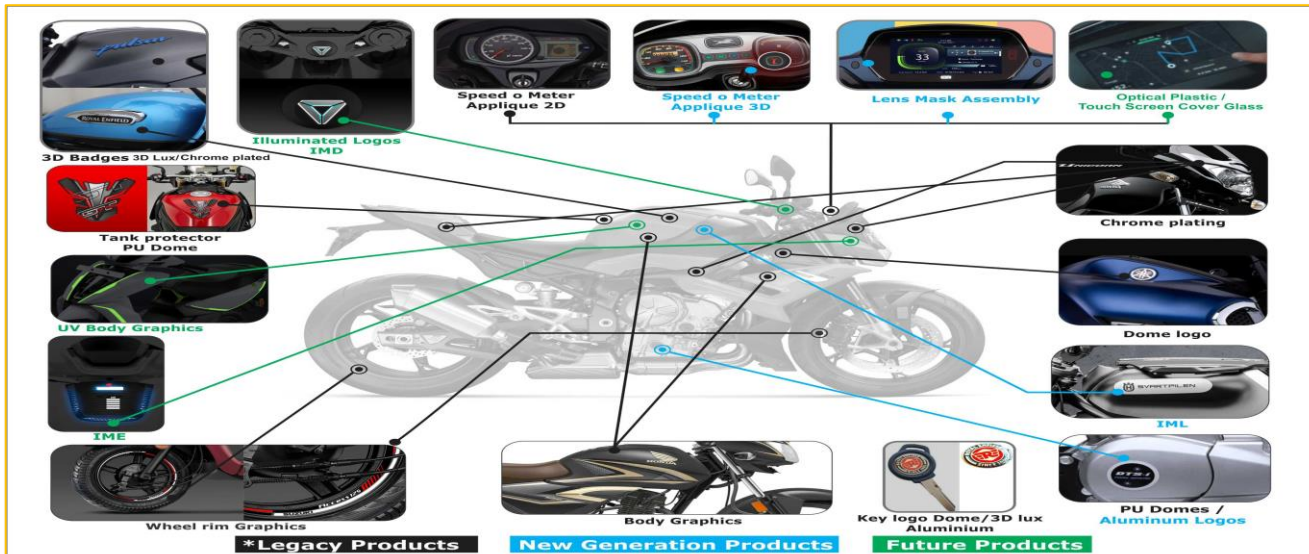 pulsar
ROYAL ENFIELD
3D Badges 3D Lux/Chrome plated
Illuminated Logos
IMD
Speed o Meter
Applique 2D
Speed o Meter
Applique 3D
33
Lens Mask Assembly
Optical Plastic /
Touch Screen Cover Glass
Tank protector
PU Dome
Chrome plating
UV Body Graphics
Dome logo
IME
SVARTPILEN
IML
SUZUKI
Wheel rim Graphics
HONDA
Body Graphics
Key logo Dome/3D lux
Aluminium
DTS-i
PU Domes /
Aluminum Logos
*Legacy Products
New Generation Products
Future Products